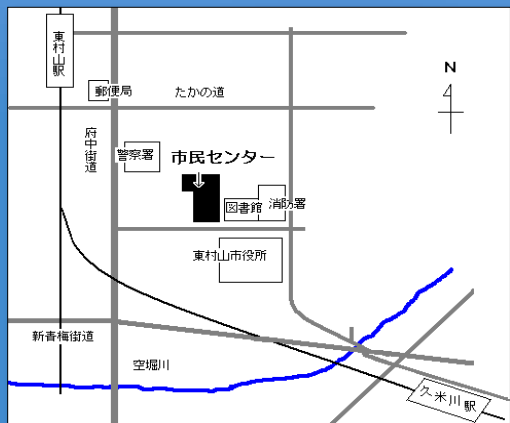 東村山駅
N
郵便局
たかの道
府中街道
警察署
市民センター
図書館
消防署
東村山市役所
新青梅街道
空堀川
久米川駅